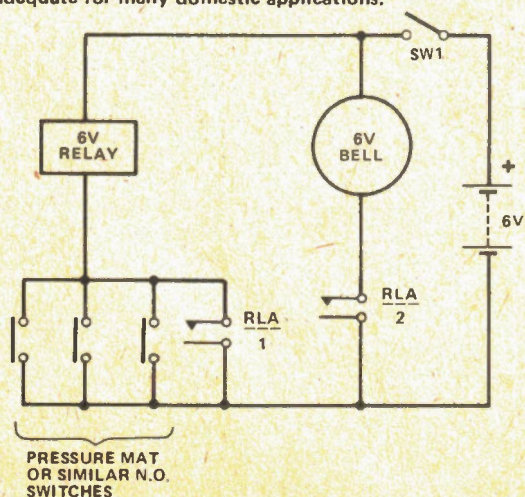 adequate for many domestic applications.
SW1
6V
RELAY
6V
BELL
+
6V
RLA
1
RLA
2
PRESSURE MAT
OR SIMILAR N.O.
SWITCHES